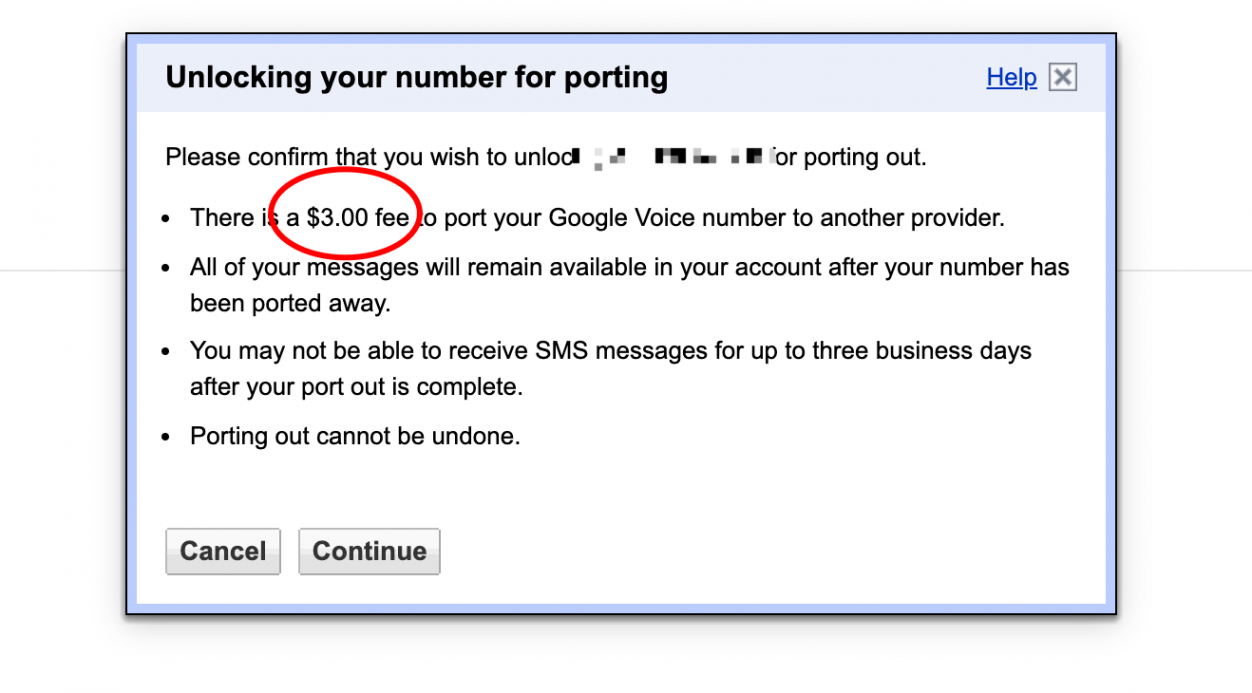 Unlocking your number for porting
Help
Please confirm that you wish to unloc for porting out.
There is a $3.00 fee to port your Google Voice number to another provider.
All of your messages will remain available in your account after your number has
been ported away.
You may not be able to receive SMS messages for up to three business days
after your port out is complete.
Porting out cannot be undone.
Cancel Continue